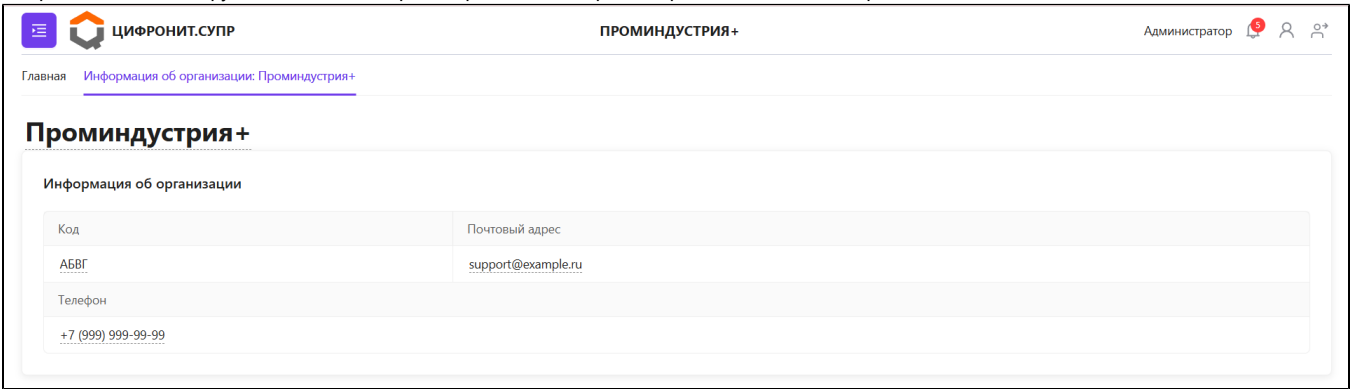 ЦИФРОНИТ.СУПР ПРОМИНДУСТРИЯ+ Администратор 5
Главная Информация об организации: Проминдустрия+
Проминдустрия+
Информация об организации
Код Почтовый адрес
АБВГ support@example.ru
Телефон
+7 (999) 999-99-99